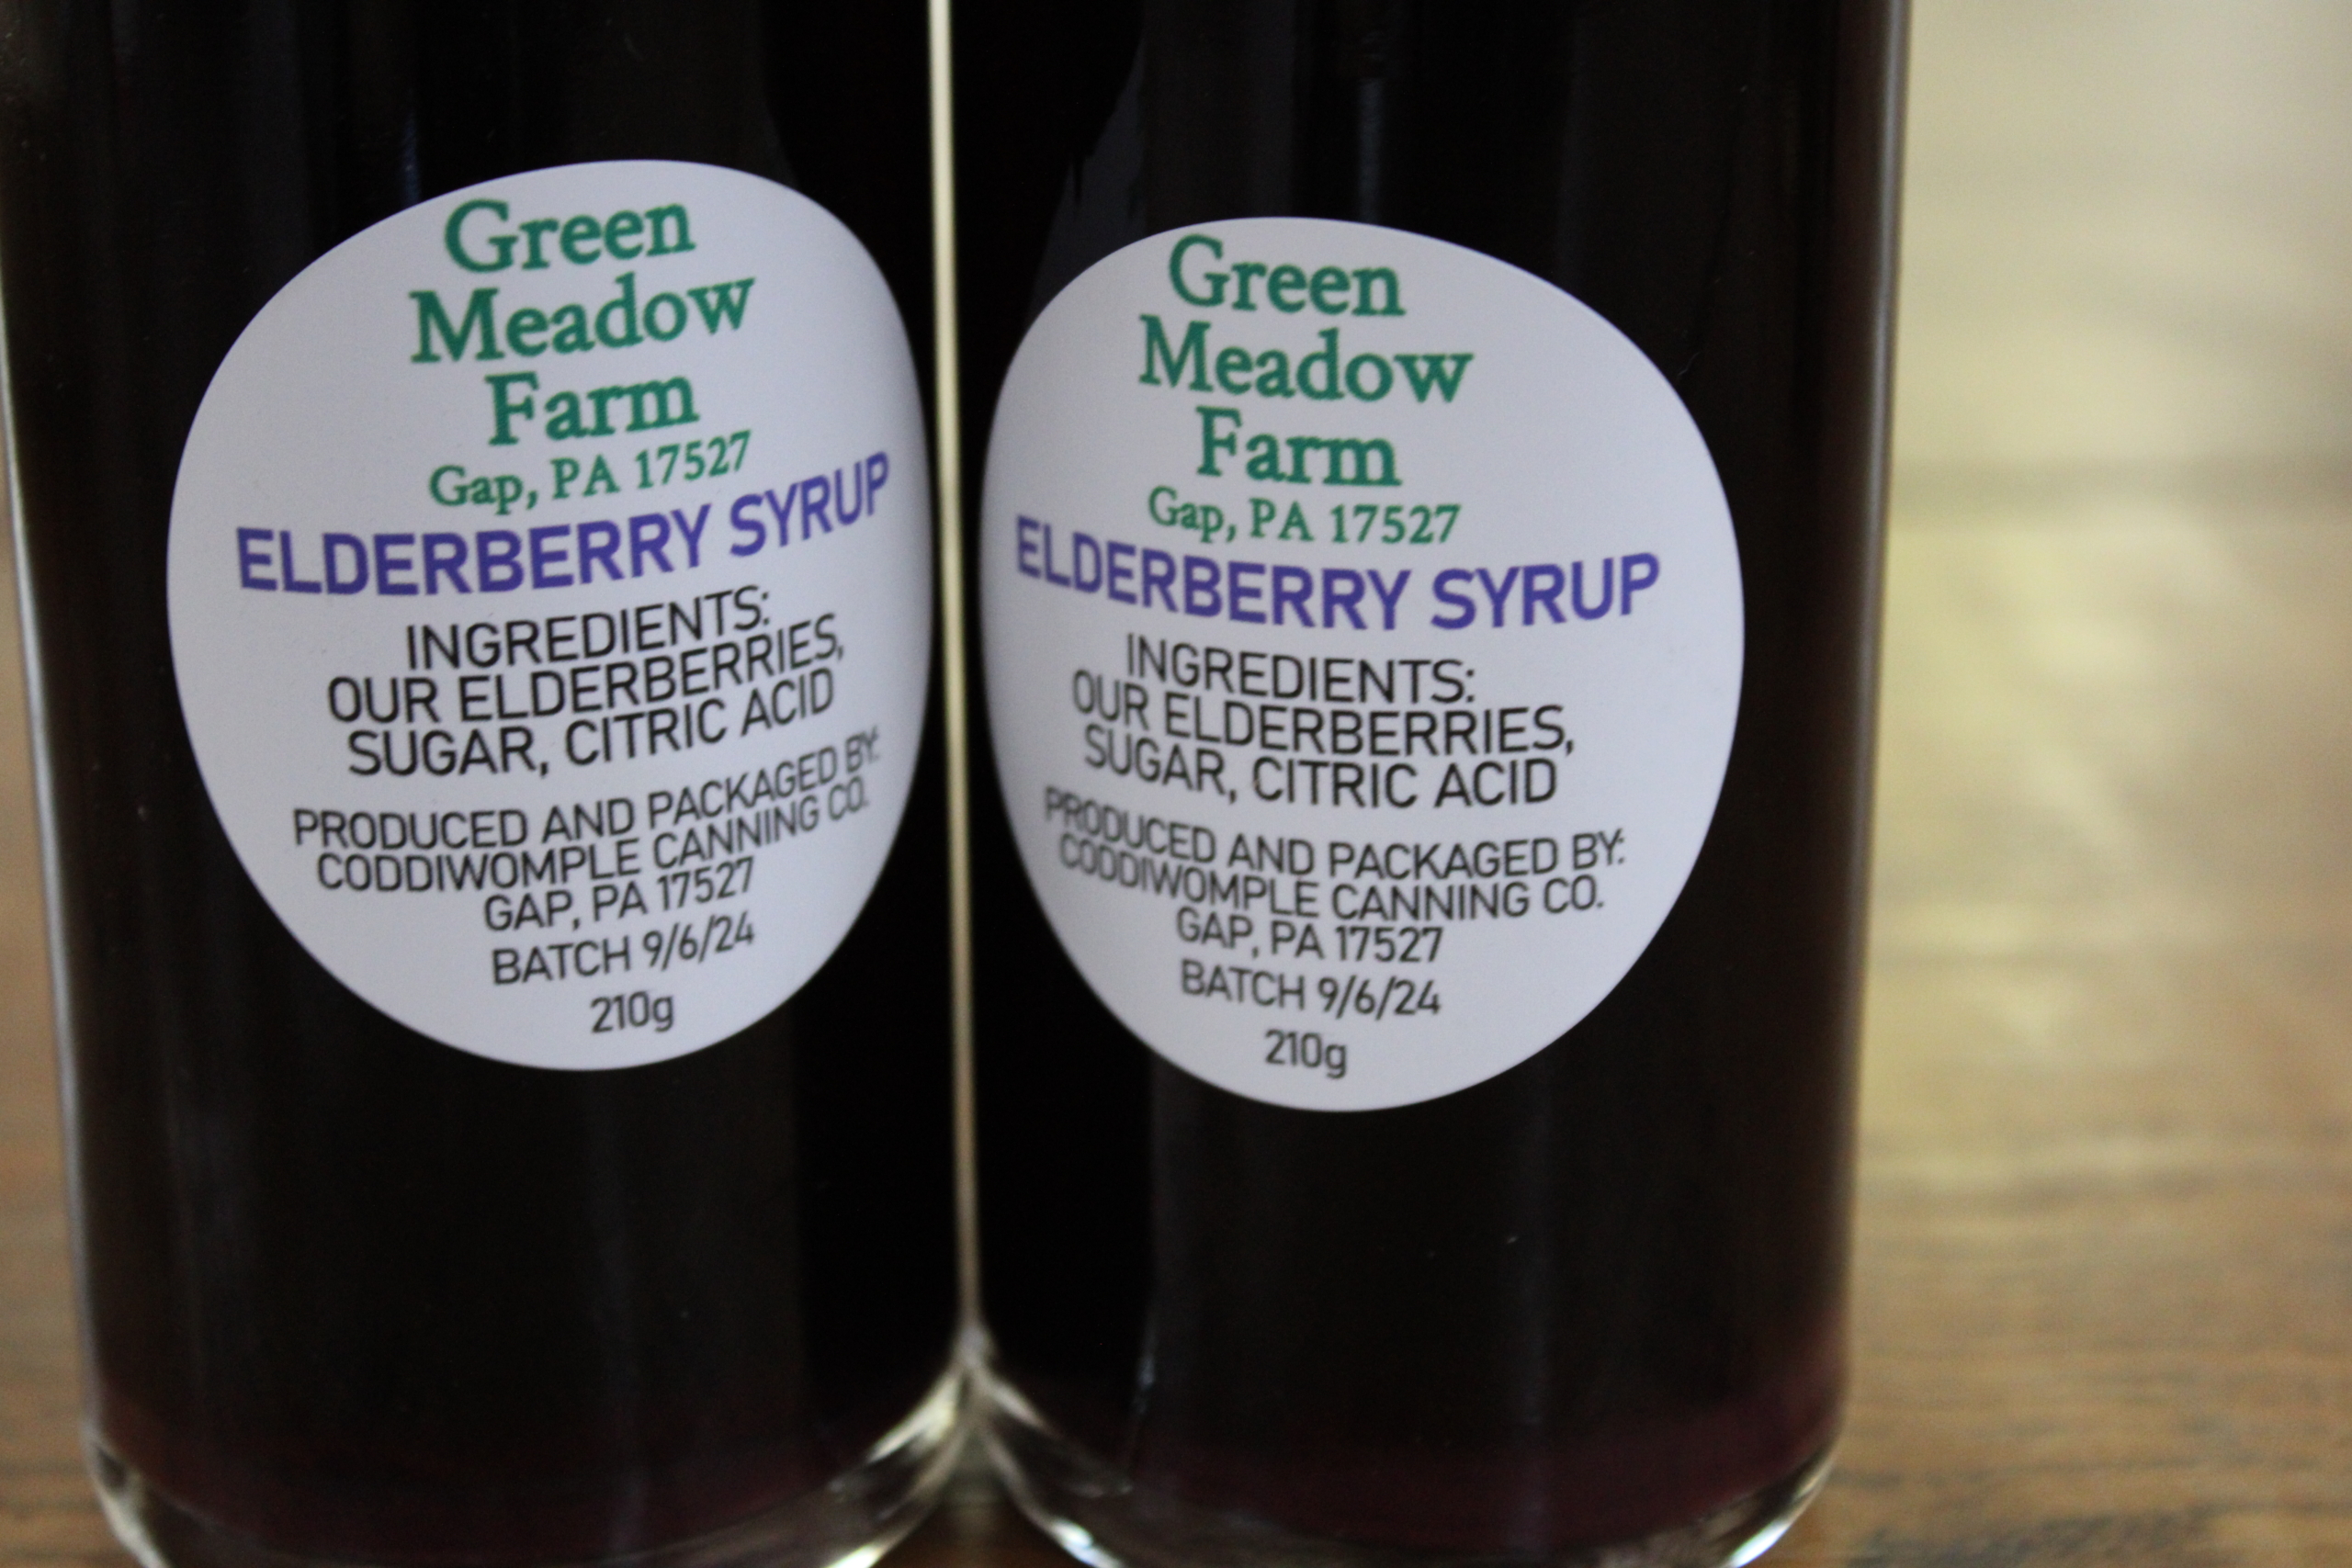 Green
Meadow
Farm
Gap, PA 17527
ELDERBERRY SYRUP
INGREDIENTS:
OUR ELDERBERRIES,
SUGAR, CITRIC ACID
PRODUCED AND PACKAGED BY:
CODDIWOMPLE CANNING CO.
GAP, PA 17527
BATCH 9/6/24
210g
Green
Meadow
Farm
Gap, PA 17527
ELDERBERRY SYRUP
INGREDIENTS:
OUR ELDERBERRIES,
SUGAR, CITRIC ACID
PRODUCED AND PACKAGED BY:
CODDIWOMPLE CANNING CO.
GAP, PA 17527
BATCH 9/6/24
210g